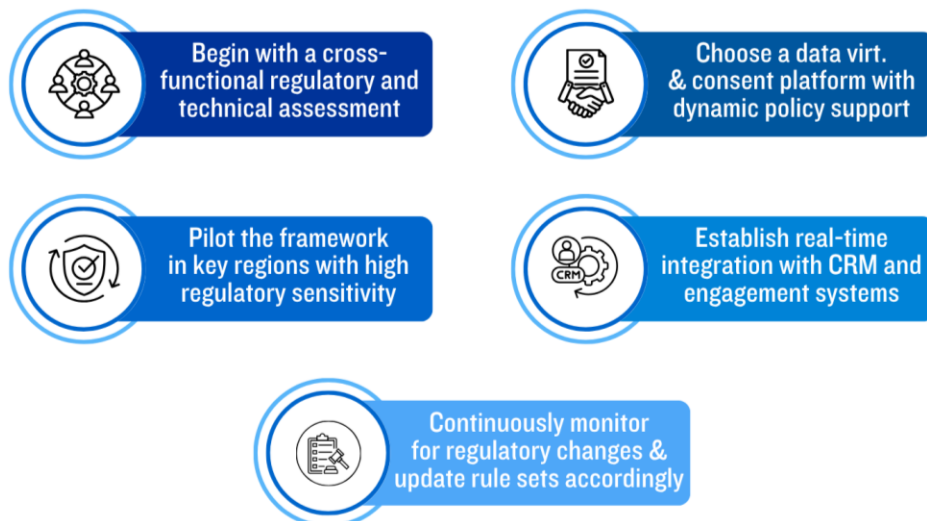 Begin with a cross-
functional regulatory and
technical assessment
Choose a data virt.
& consent platform with
dynamic policy support
Pilot the framework
in key regions with high
regulatory sensitivity
CRM
Establish real-time
integration with CRM and
engagement systems
Continuously monitor
for regulatory changes &
update rule sets accordingly